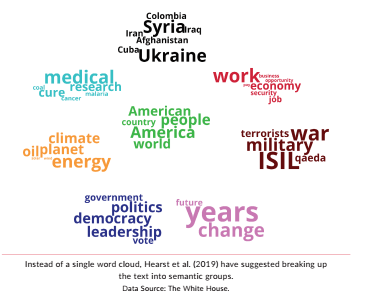 Colombia
Syria Iraq
Iran
Afghanistan
Cuba
Ukraine
medical
coal research
cure malaria
cancer
work business
opportunity
economy
security
job
American
country people
America
world
climate
oil planet
energy
terrorists war
military
ISIL qaeda
government
politics
democracy
leadership
vote
future
years
change
Instead of a single word cloud, Hearst et al. (2019) have suggested breaking up
the text into semantic groups.
Data Source: The White House.